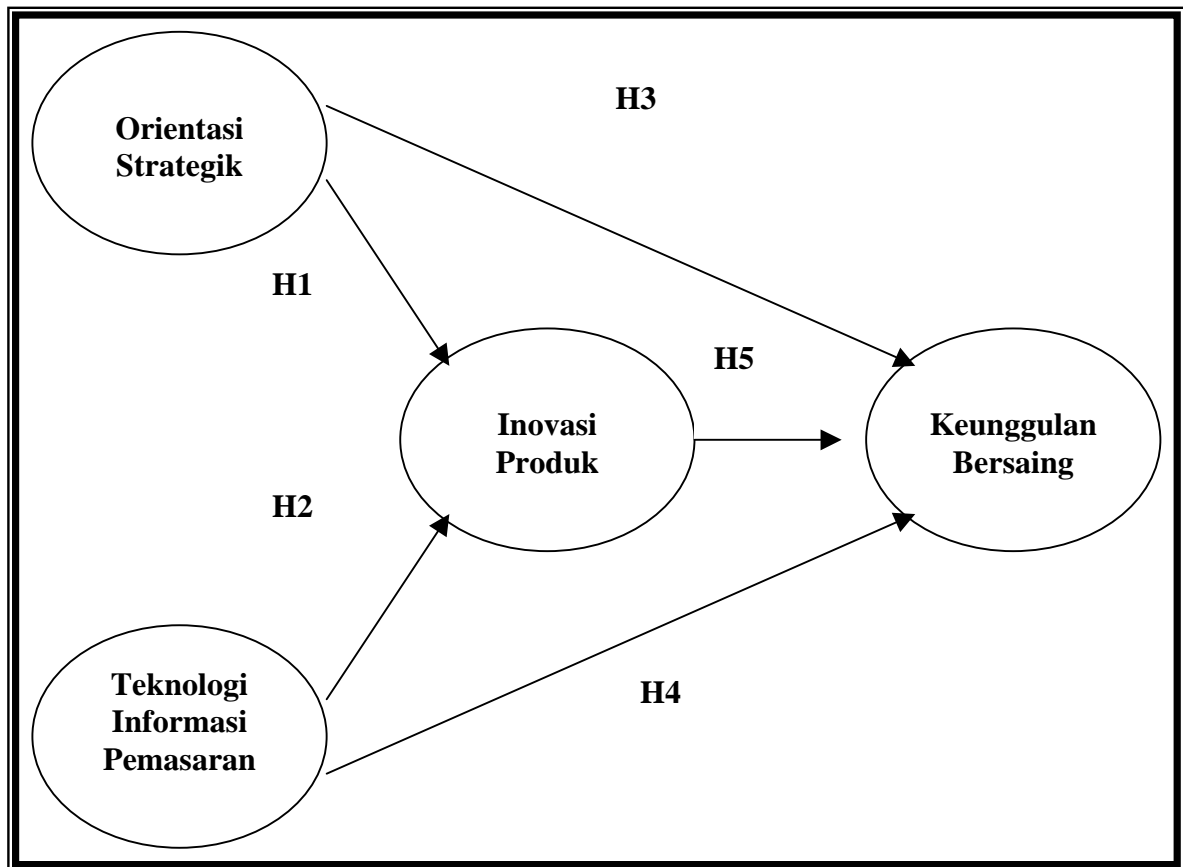 H3
Orientasi
Strategik
H1
H5
Inovasi
Produk
Keunggulan
Bersaing
H2
Teknologi
Informasi
Pemasaran
H4